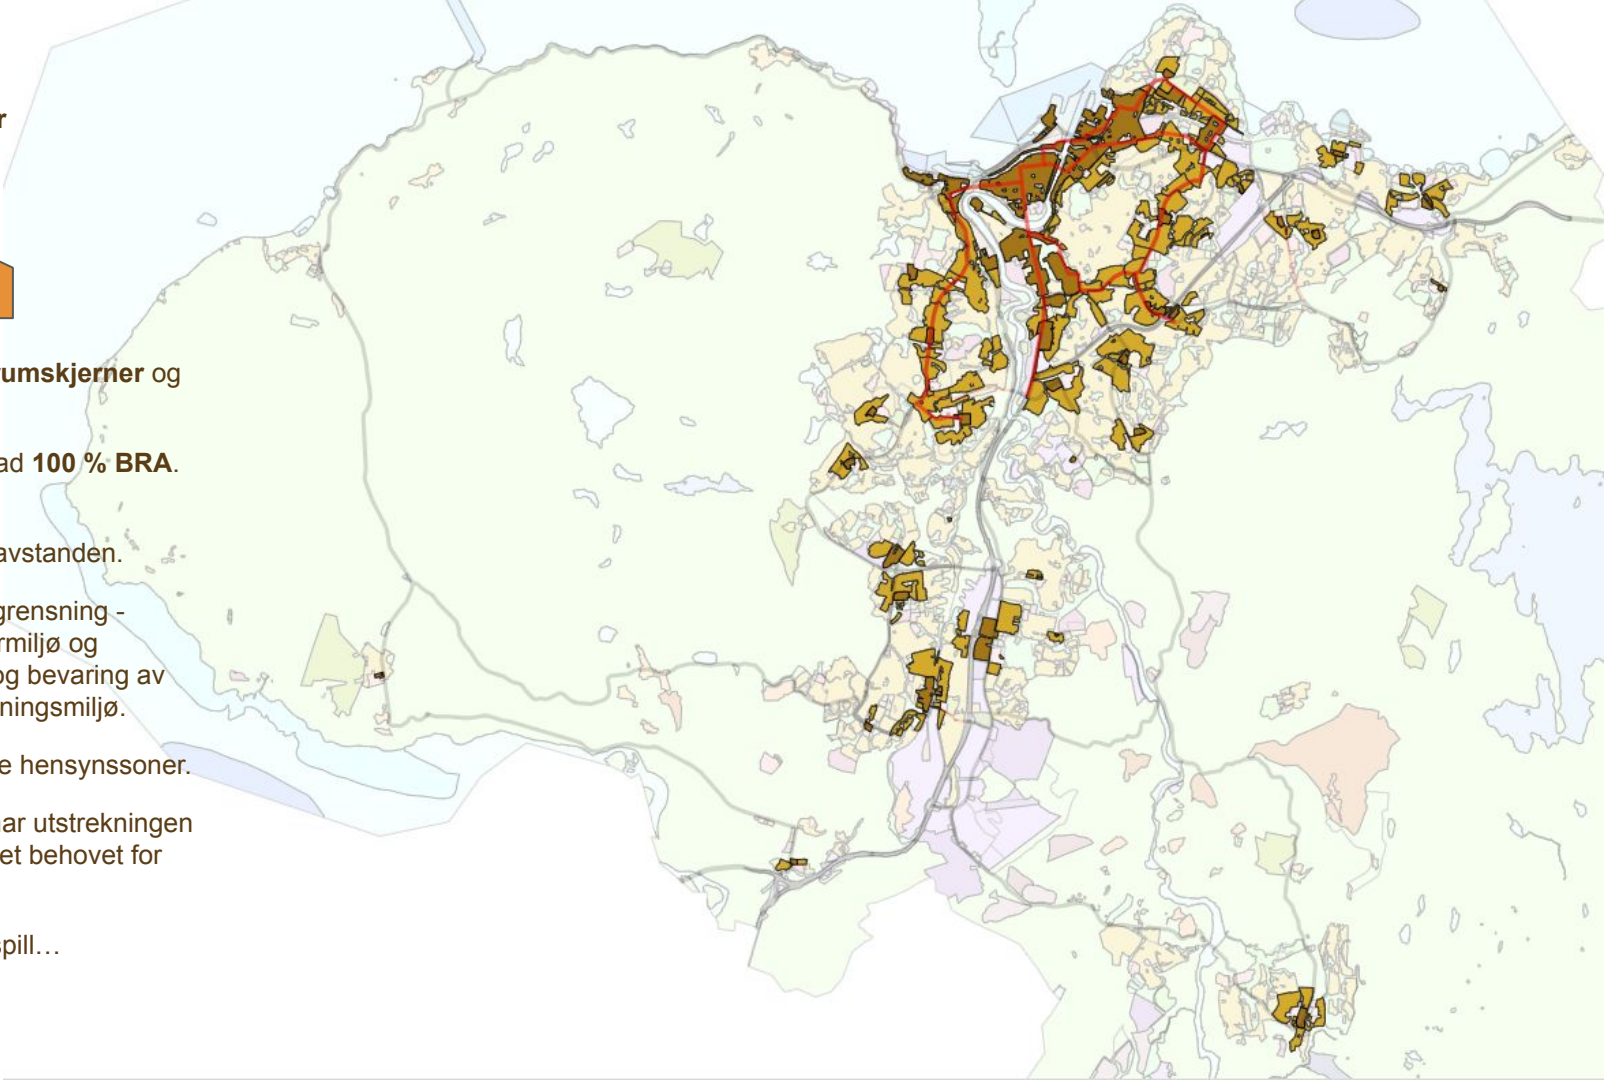 r
umskjerner og
ad 100 % BRA.
avstanden.
grensning -
rmiljø og
og bevaring av
ningsmiljø.
e hensynssoner.
ar utstrekningen
et behovet for
spill…